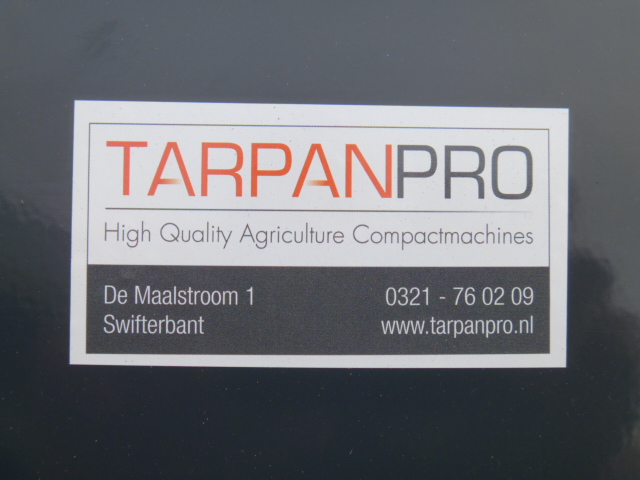 TARPANPRO
High Quality Agriculture Compactmachines
De Maalstroom 1 0321 - 76 02 09
Swifterbant www.tarpanpro.nl